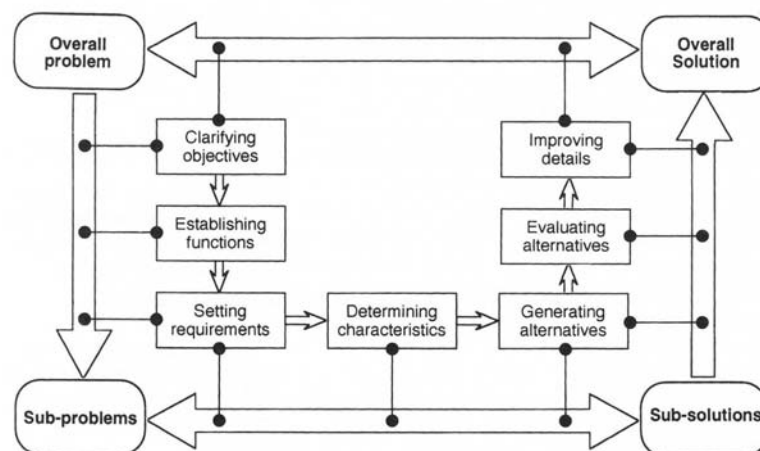 Overall
problem
Overall
Solution
Clarifying
objectives
Improving
details
Establishing
functions
Evaluating
alternatives
Setting
requirements
Determining
characteristics
Generating
alternatives
Sub-problems
Sub-solutions